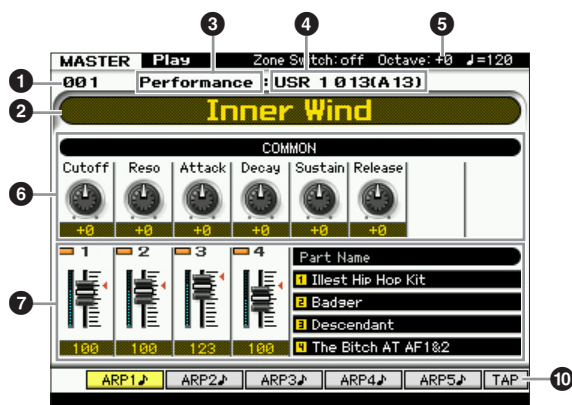 3 4 5
MASTER Play Zone Switch:off Octave:+0 ♩=120
1 001 Performance : USR 1 013(A13)
2 Inner Wind
COMMON
Cutoff Reso Attack Decay Sustain Release
6
+0 +0 +0 +0 +0 +0
1 2 3 4 Part Name
1 Illest Hip Hop Kit
7
2 Badger
3 Descendant
100 100 123 100 4 The Bitch AT AF1&2
ARP1♪ ARP2♪ ARP3♪ ARP4♪ ARP5♪ TAP 10